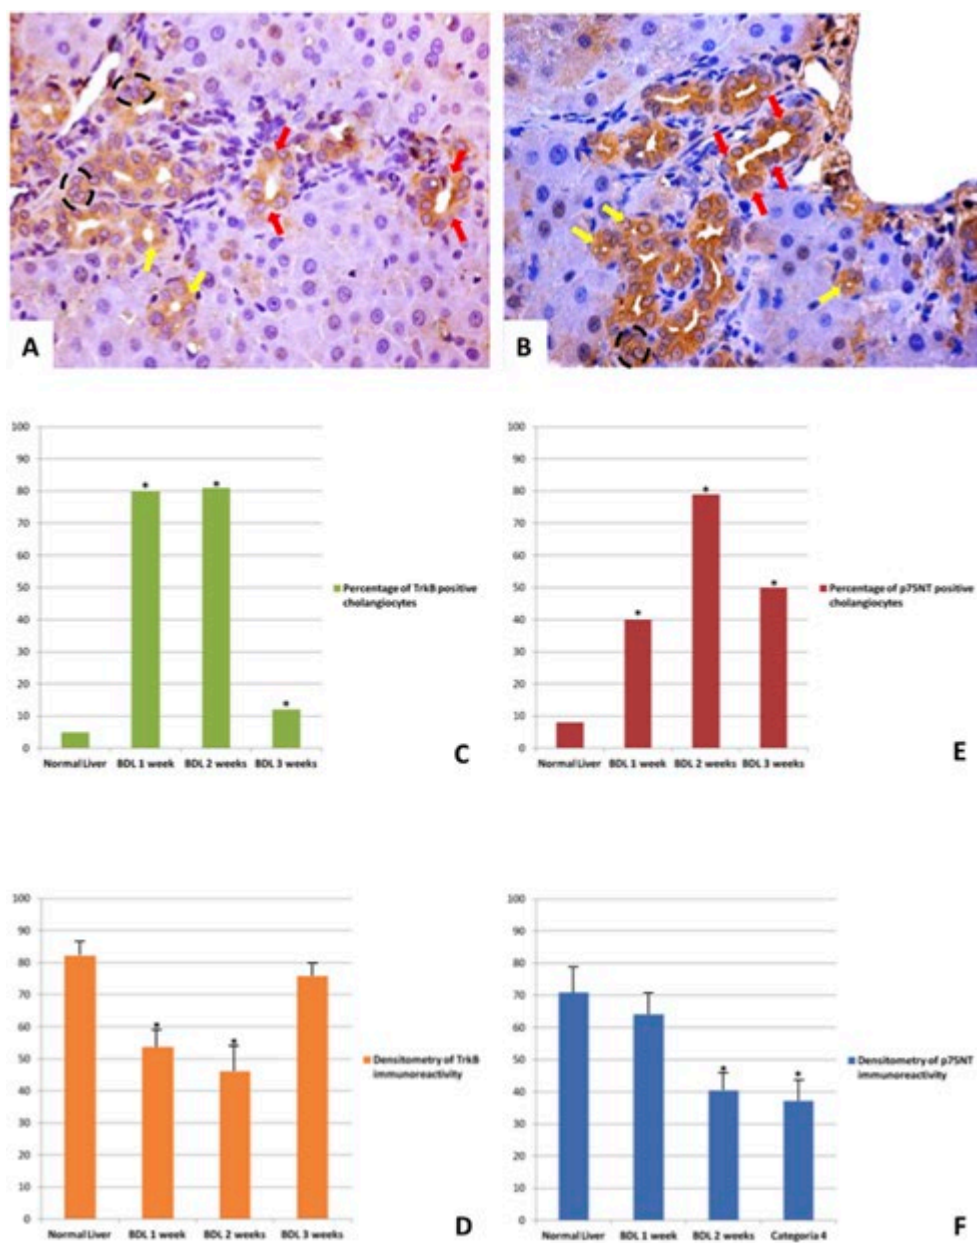 A
B
100
90
80
70
60
50
40
30
20
10
0
*
*
*
Normal Liver
BDL 1 week
BDL 2 weeks
BDL 3 weeks
Percentage of TrkB positive
cholangiocytes
C
100
90
80
70
60
50
40
30
20
10
0
*
*
*
Normal Liver
BDL 1 week
BDL 2 weeks
BDL 3 weeks
Percentage of p75NT positive
cholangiocytes
E
100
90
80
70
60
50
40
30
20
10
0
*
*
Normal Liver
BDL 1 week
BDL 2 weeks
BDL 3 weeks
Densitometry of TrkB
immunoreactivity
D
100
90
80
70
60
50
40
30
20
10
0
*
*
Normal Liver
BDL 1 week
BDL 2 weeks
Categoria 4
Densitometry of p75NT
immunoreactivity
F